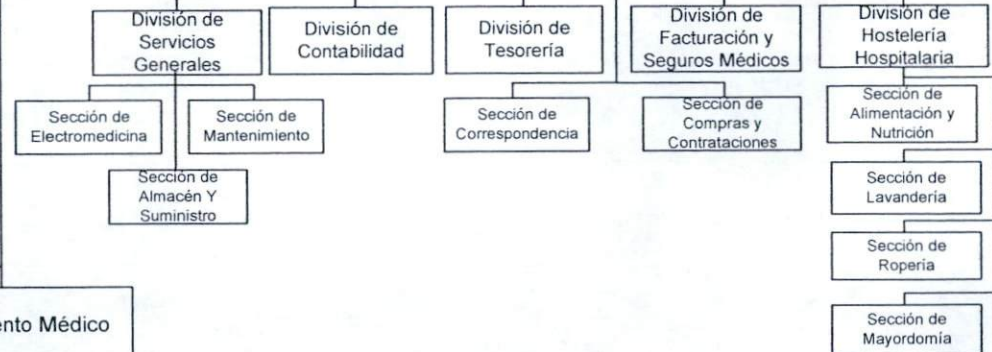 División de
Servicios
Generales
División de
Contabilidad
División de
Tesorería
División de
Facturación y
Seguros Médicos
División de
Hostelería
Hospitalaria
Sección de
Electromedicina
Sección de
Mantenimiento
Sección de
Correspondencia
Sección de
Compras y
Contrataciones
Sección de
Alimentación y
Nutrición
Sección de
Almacén Y
Suministro
Sección de
Lavandería
Sección de
Ropería
Sección de
Mayordomía
ento Médico